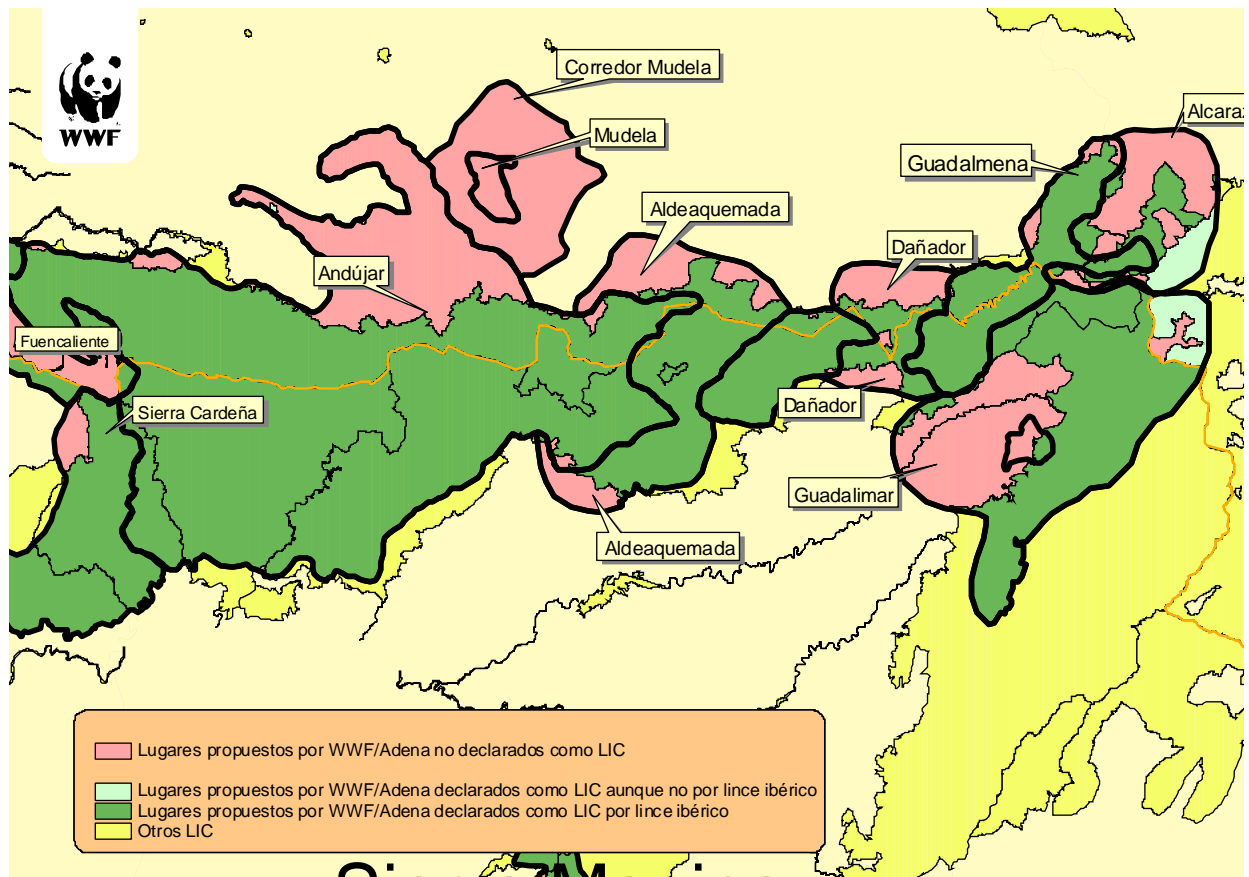 Corredor Mudela
WWF
Mudela
Alcaraz
Guadalmena
Aldeaquemada
Dañador
Andújar
Fuencaliente
Sierra Cardeña
Dañador
Guadalimar
Aldeaquemada
Lugares propuestos por WWF/Adena no declarados como LIC
Lugares propuestos por WWF/Adena declarados como LIC aunque no por lince ibérico
Lugares propuestos por WWF/Adena declarados como LIC por lince ibérico
Otros LIC
Sierra Morena